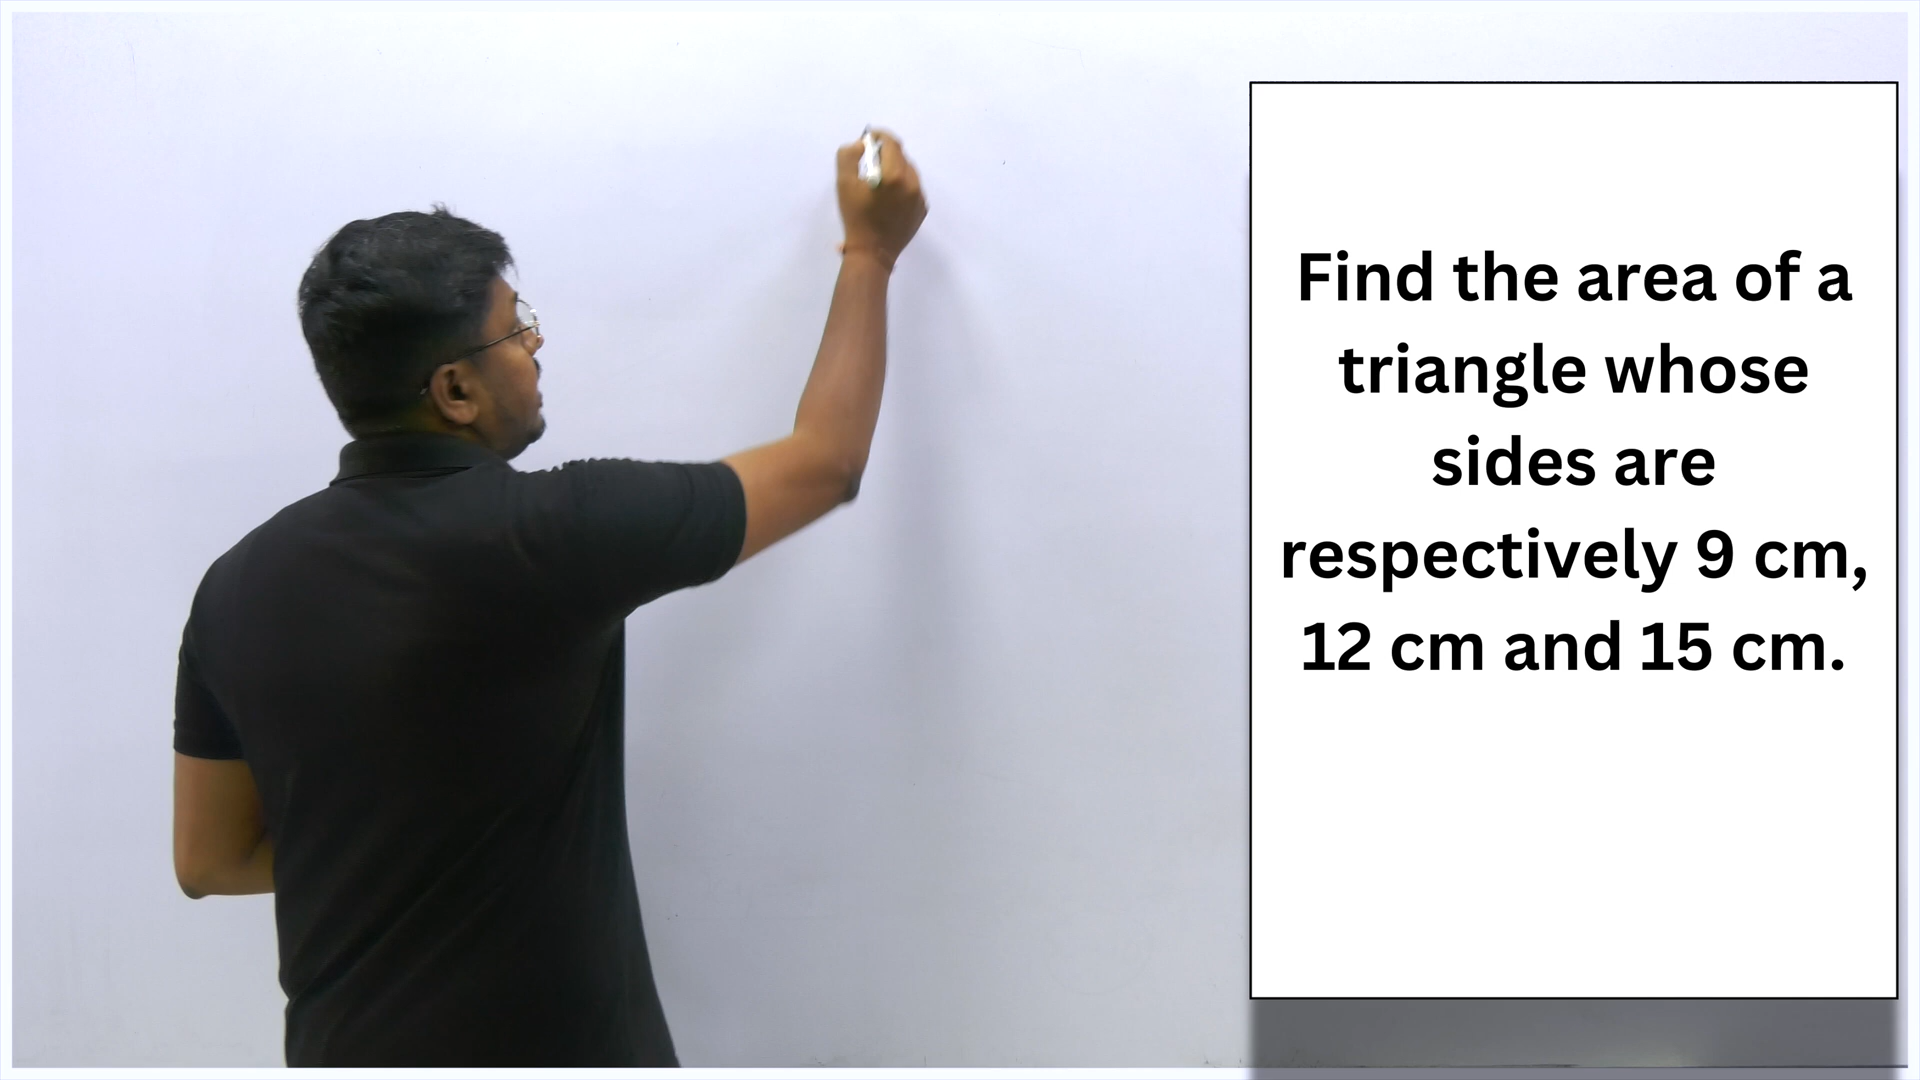 Find the area of a
triangle whose
sides are
respectively 9 cm,
12 cm and 15 cm.